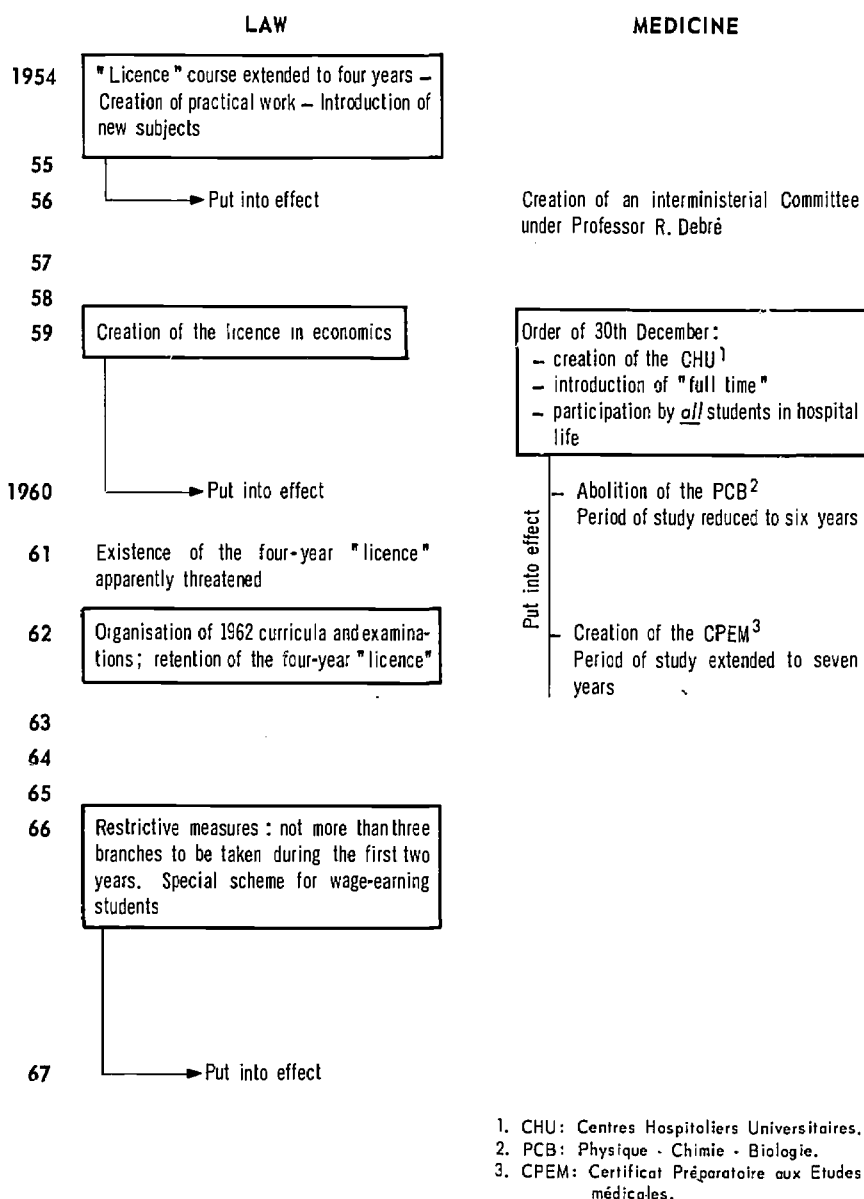 LAW
MEDICINE
1954
" Licence " course extended to four years –
Creation of practical work – Introduction of
new subjects
55
56
Put into effect
Creation of an interministerial Committee
under Professor R. Debré
57
58
59
Creation of the licence in economics
Order of 30th December :
– creation of the CHU 1
– introduction of "full time"
– participation by all students in hospital
life
1960
Put into effect
Put into effect
– Abolition of the PCB 2
Period of study reduced to six years
61
Existence of the four-year "licence"
apparently threatened
62
Organisation of 1962 curricula and examina-
tions ; retention of the four-year "licence"
– Creation of the CPEM 3
Period of study extended to seven
years
63
64
65
66
Restrictive measures : not more than three
branches to be taken during the first two
years. Special scheme for wage-earning
students
67
Put into effect
1. CHU: Centres Hospitaliers Universitaires.
2. PCB: Physique - Chimie - Biologie.
3. CPEM: Certificat Préparatoire aux Etudes
médicales.